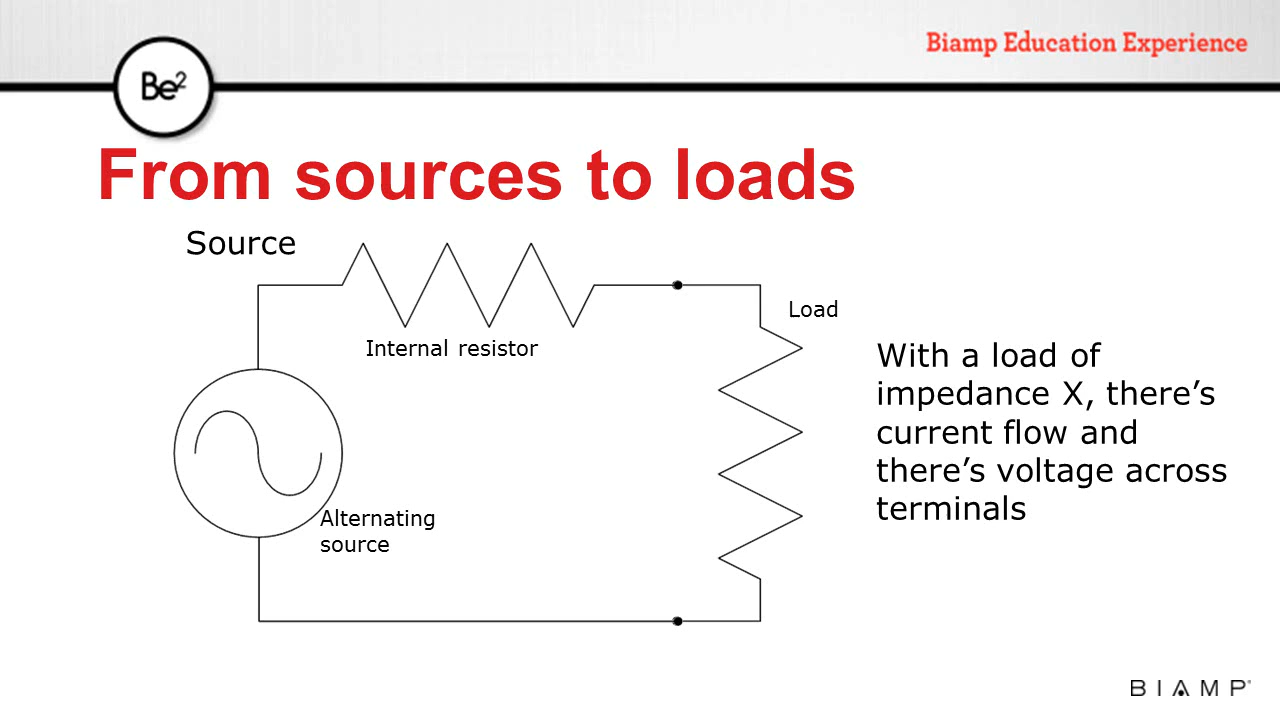 Biamp Education Experience
Be²
From sources to loads
Source
Load
Internal resistor
With a load of
impedance X, there’s
current flow and
there’s voltage across
terminals
Alternating
source
BIAMP®